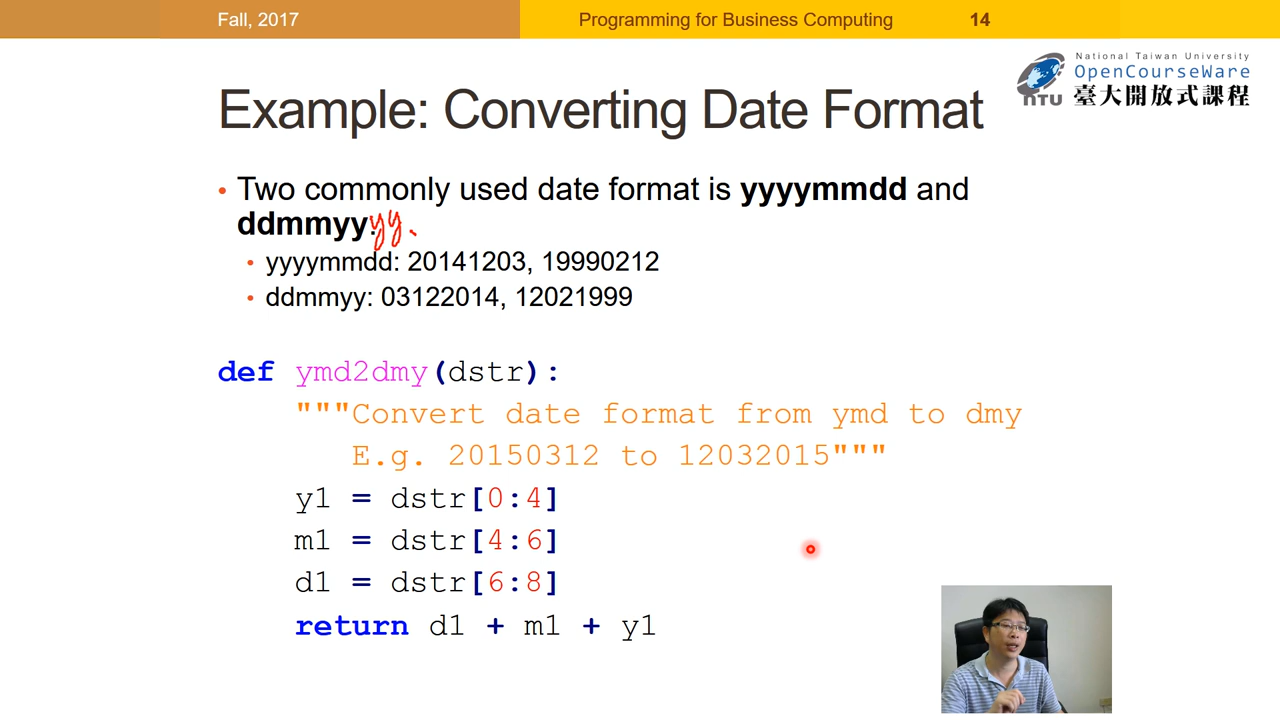 Fall, 2017
Programming for Business Computing 14
National Taiwan University
OpenCourseWare
NTU 臺大開放式課程
Example: Converting Date Format
• Two commonly used date format is yyyymmdd and
ddmmyy.yy.
• yyyymmdd: 20141203, 19990212
• ddmmyy: 03122014, 12021999
def ymd2dmy(dstr):
"""Convert date format from ymd to dmy
E.g. 20150312 to 12032015"""
y1 = dstr[0:4]
m1 = dstr[4:6]
d1 = dstr[6:8]
return d1 + m1 + y1